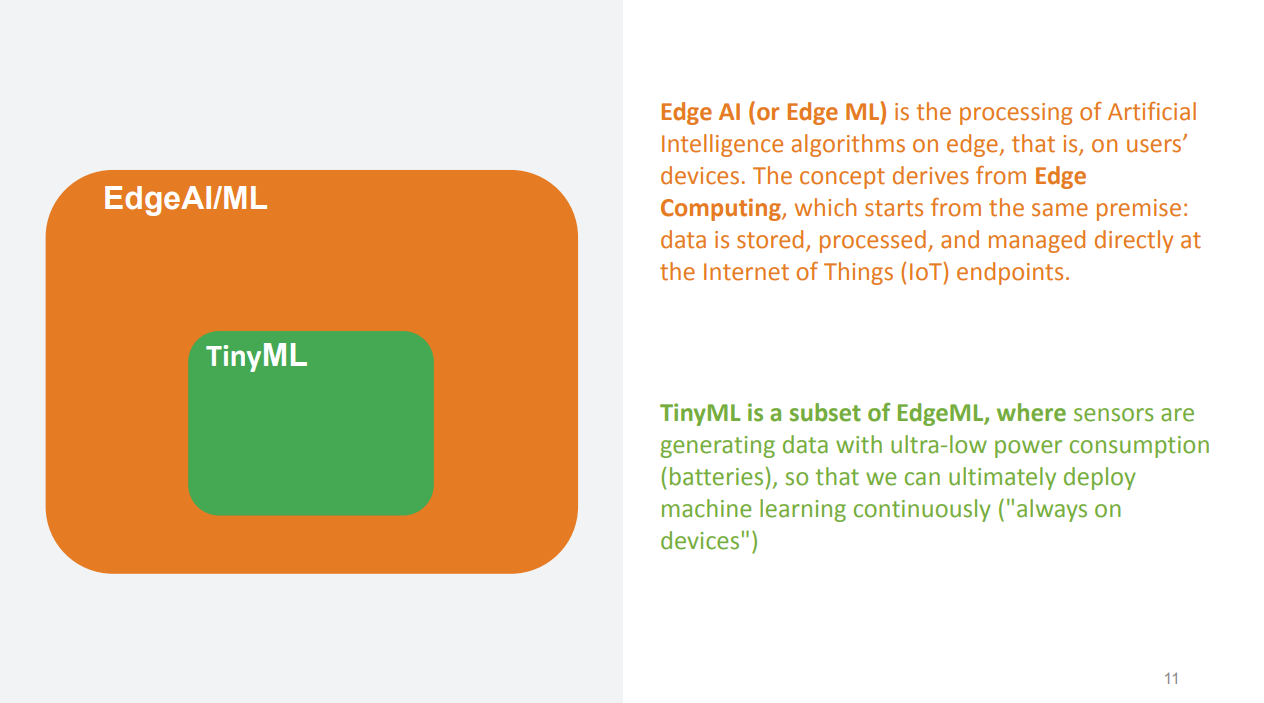 EdgeAI/ML
TinyML
Edge AI (or Edge ML) is the processing of Artificial
Intelligence algorithms on edge, that is, on users’
devices. The concept derives from Edge
Computing, which starts from the same premise:
data is stored, processed, and managed directly at
the Internet of Things (IoT) endpoints.
TinyML is a subset of EdgeML, where sensors are
generating data with ultra-low power consumption
(batteries), so that we can ultimately deploy
machine learning continuously ("always on
devices")
11